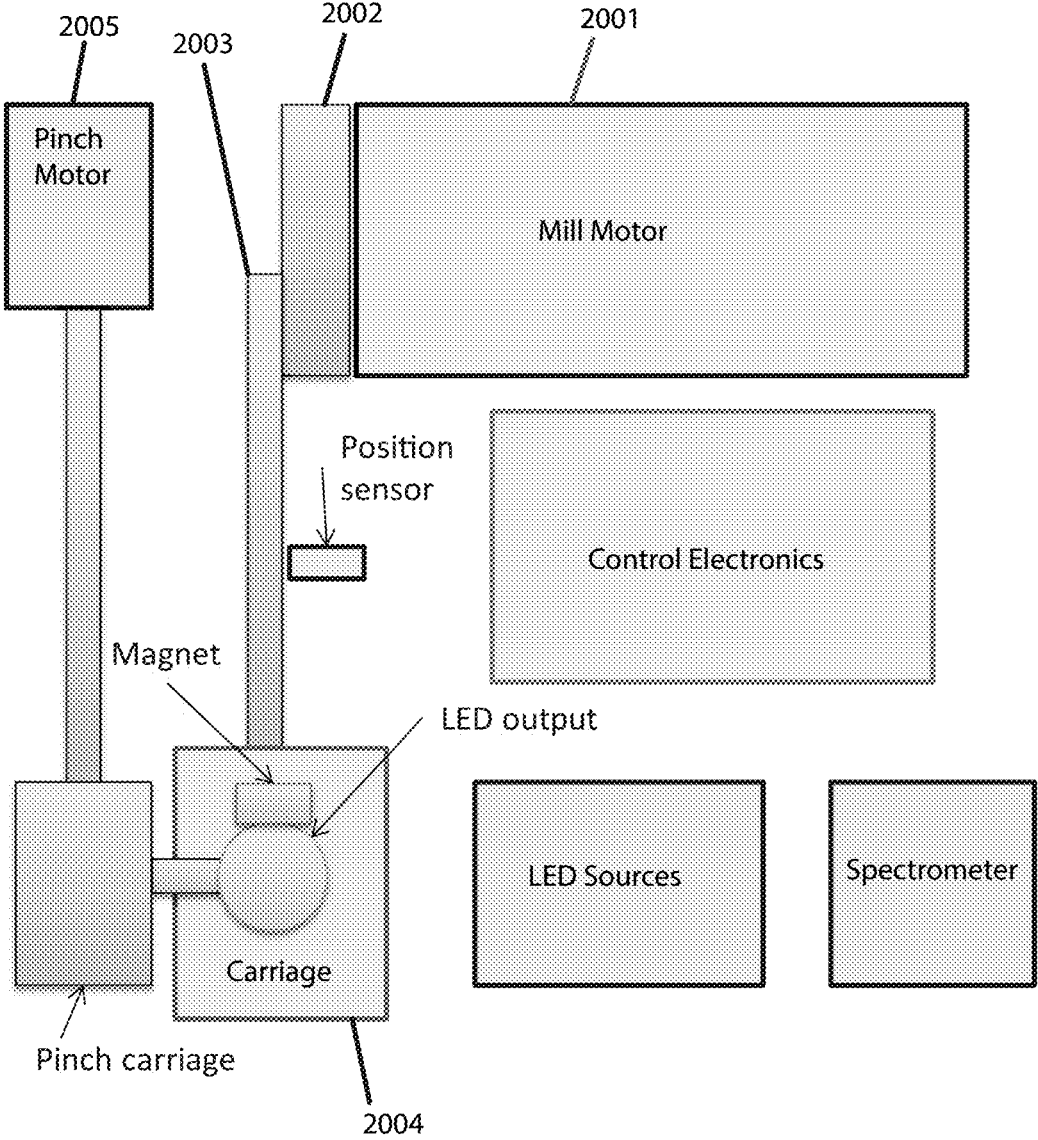 2005
2003
2002
2001
Pinch
Motor
Mill Motor
Position
sensor
Control Electronics
Magnet
LED output
LED Sources
Spectrometer
Carriage
Pinch carriage
2004